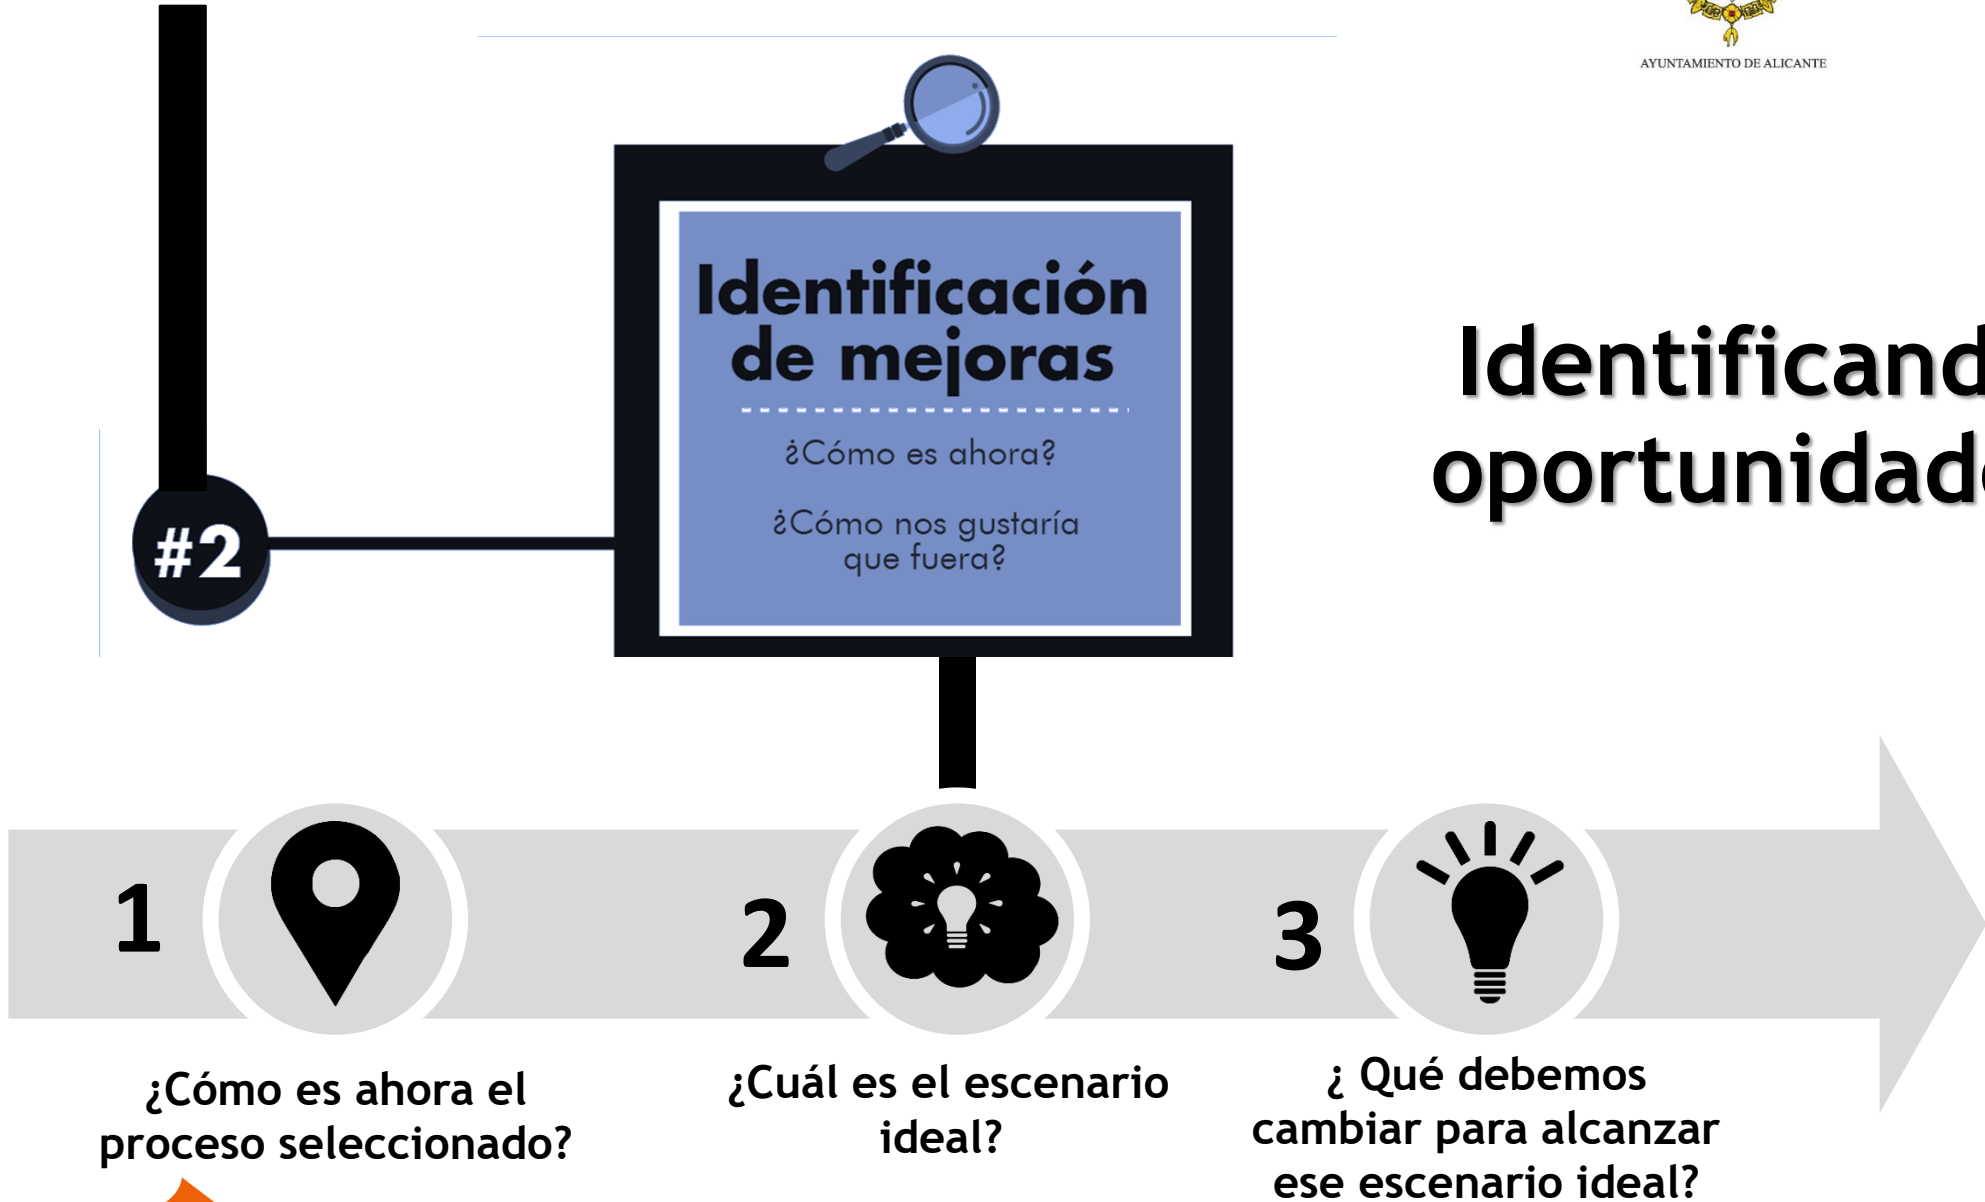 AYUNTAMIENTO DE ALICANTE
Identificación
de mejoras
¿Cómo es ahora?
¿Cómo nos gustaría
que fuera?
#2
Identificand
oportunidad
1
2
3
¿Cómo es ahora el
proceso seleccionado?
¿Cuál es el escenario
ideal?
¿ Qué debemos
cambiar para alcanzar
ese escenario ideal?